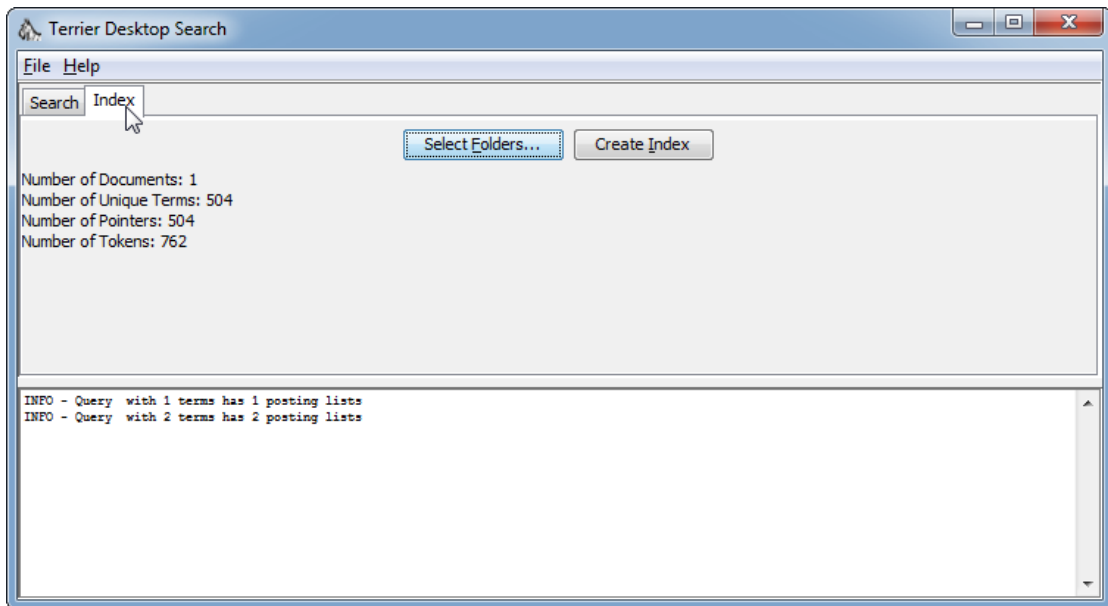 Terrier Desktop Search
File Help
Search Index
Select Folders... Create Index
Number of Documents: 1
Number of Unique Terms: 504
Number of Pointers: 504
Number of Tokens: 762
INFO - Query  with 1 terms has 1 posting lists
INFO - Query  with 2 terms has 2 posting lists